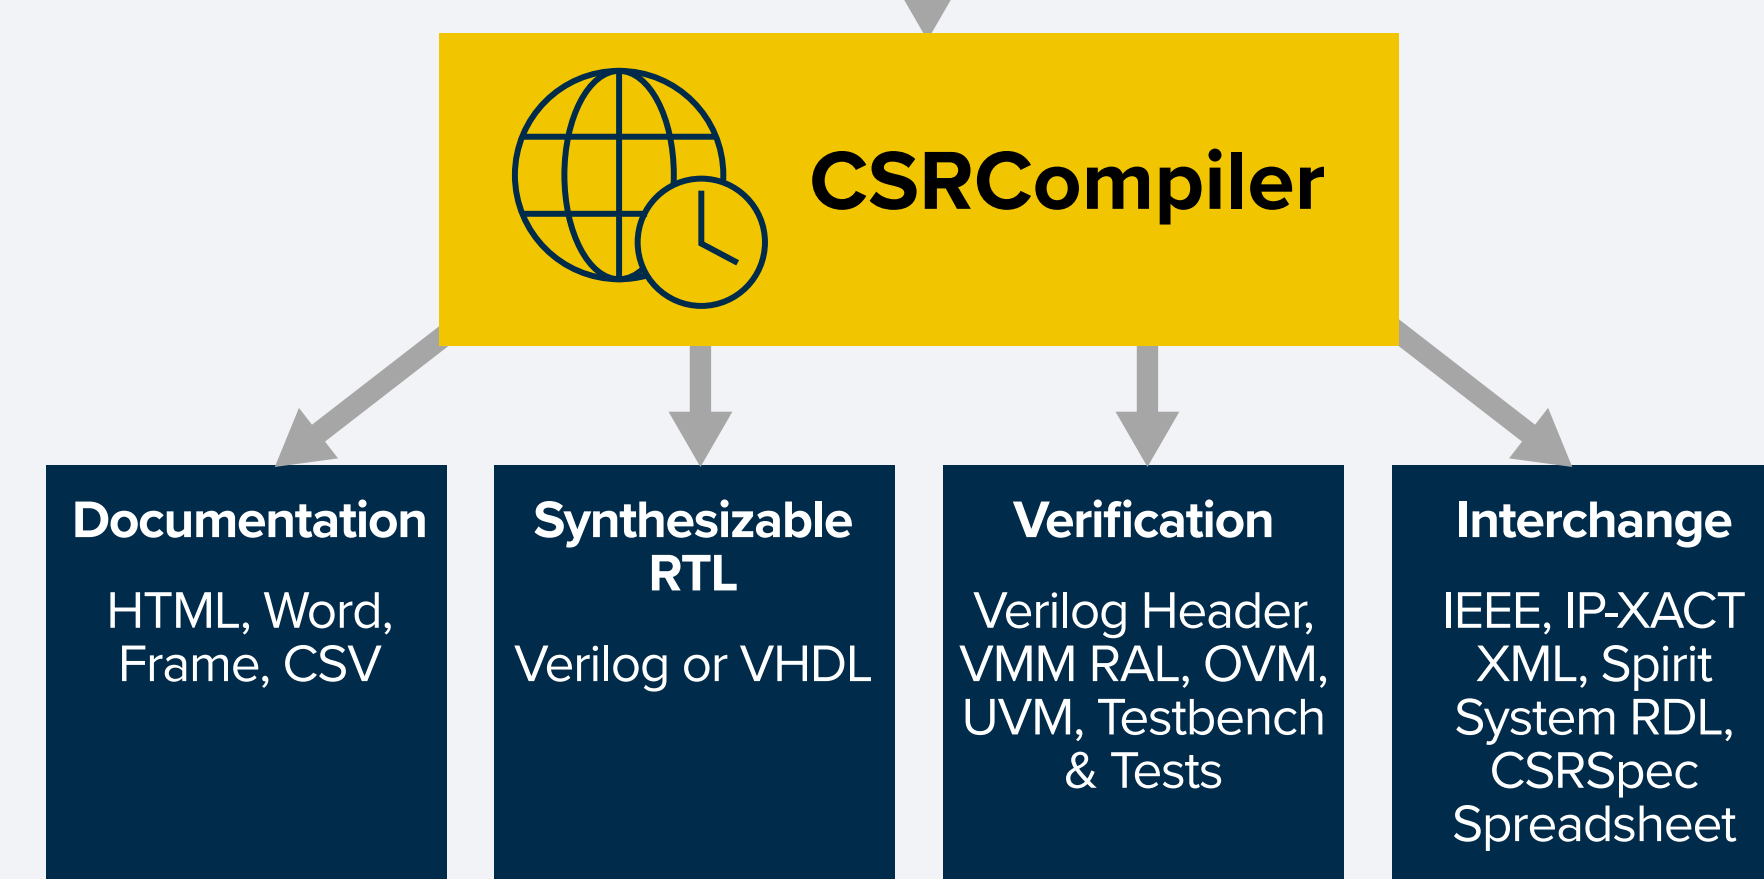 CSRCompiler
Documentation
HTML, Word,
Frame, CSV
Synthesizable
RTL
Verilog or VHDL
Verification
Verilog Header,
VMM RAL, OVM,
UVM, Testbench
& Tests
Interchange
IEEE, IP-XACT
XML, Spirit
System RDL,
CSRSpec
Spreadsheet